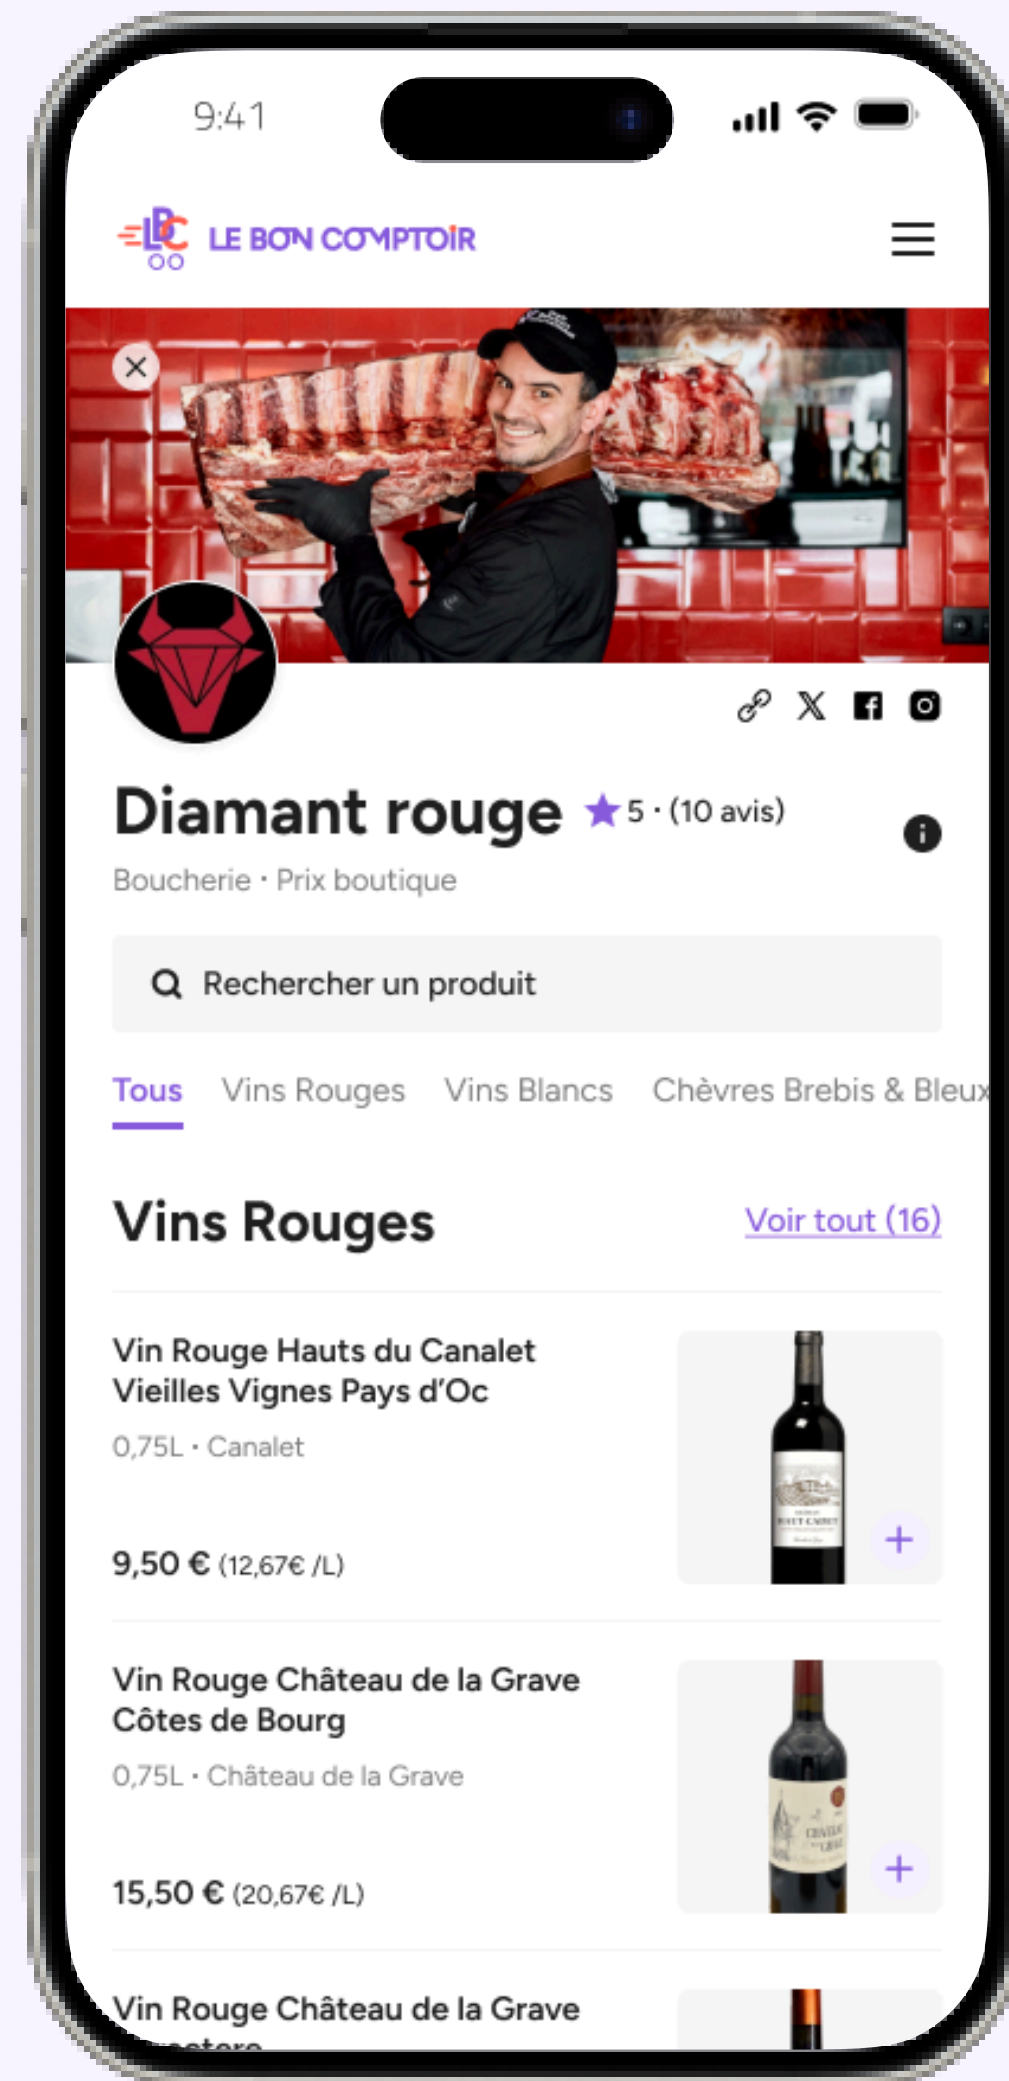 9:41
LBC LE BON COMPTOIR
Diamant rouge 5 · (10 avis)
Boucherie · Prix boutique
Rechercher un produit
Tous Vins Rouges Vins Blancs Chèvres Brebis & Bleux
Vins Rouges Voir tout (16)
Vin Rouge Hauts du Canalet
Vieilles Vignes Pays d'Oc
0,75L • Canalet
9,50 € (12,67€ /L)
Vin Rouge Château de la Grave
Côtes de Bourg
0,75L • Château de la Grave
15,50 € (20,67€ /L)
Vin Rouge Château de la Grave